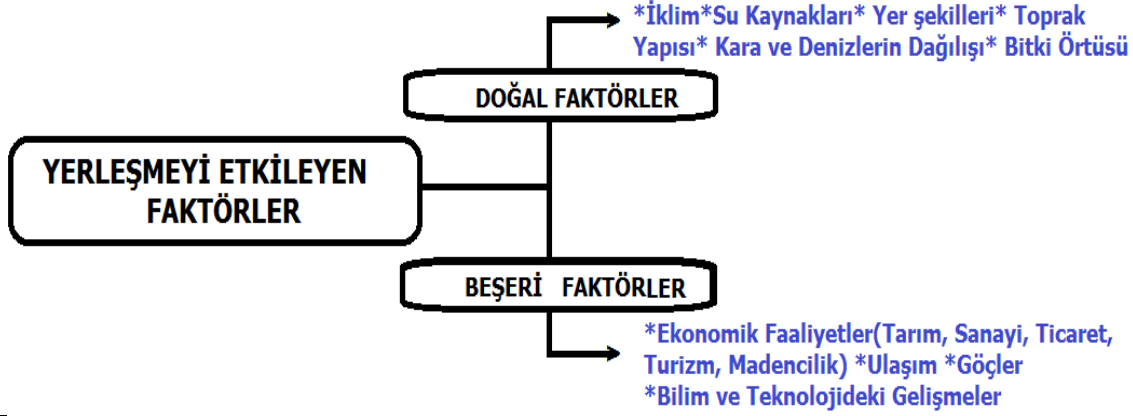 *İklim*Su Kaynakları* Yer şekilleri* Toprak
Yapısı* Kara ve Denizlerin Dağılışı* Bitki Örtüsü
DOĞAL FAKTÖRLER
YERLEŞMEYİ ETKİLEYEN
FAKTÖRLER
BEŞERİ FAKTÖRLER
*Ekonomik Faaliyetler(Tarım, Sanayi, Ticaret,
Turizm, Madencilik) *Ulaşım *Göçler
*Bilim ve Teknolojideki Gelişmeler